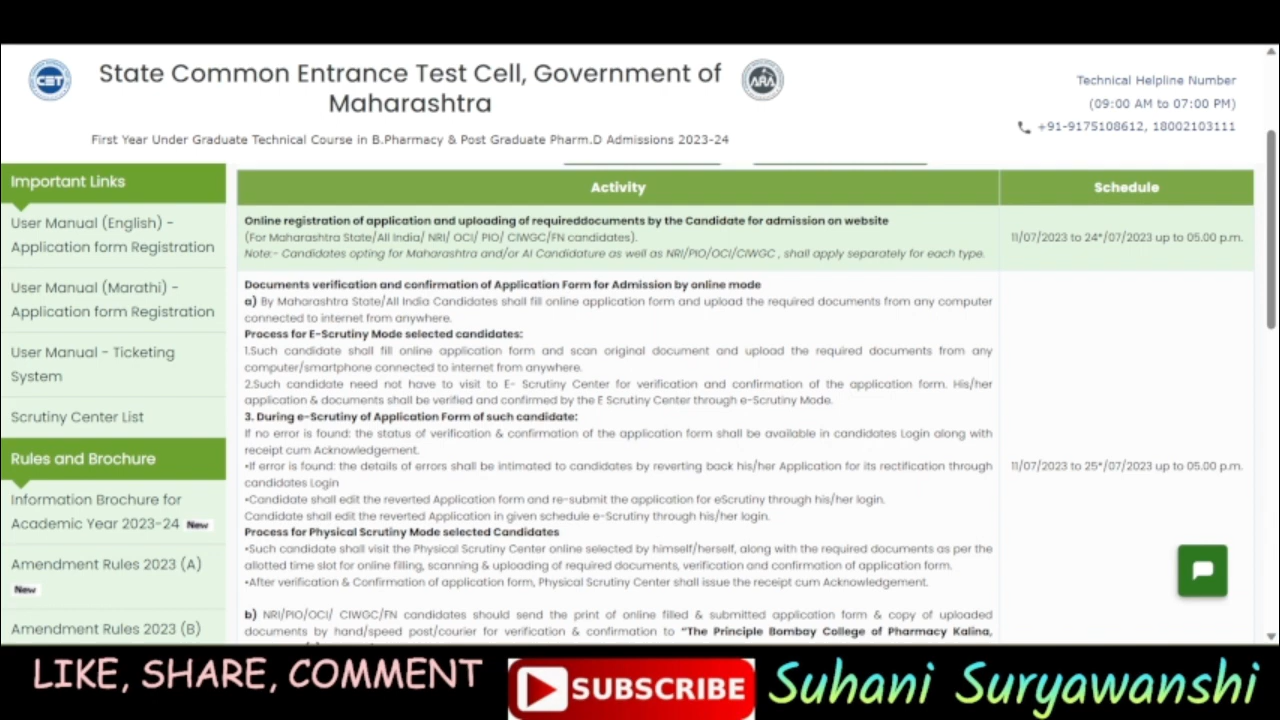 CET
State Common Entrance Test Cell, Government of
Maharashtra
ARA
First Year Under Graduate Technical Course in B.Pharmacy & Post Graduate Pharm.D Admissions 2023-24
Technical Helpline Number
(09:00 AM to 07:00 PM)
+91-9175108612, 18002103111
Important Links
User Manual (English) -
Application form Registration
User Manual (Marathi) -
Application form Registration
User Manual - Ticketing
System
Scrutiny Center List
Rules and Brochure
Information Brochure for
Academic Year 2023-24 New
Amendment Rules 2023 (A)
New
Amendment Rules 2023 (B)
Activity
Schedule
Online registration of application and uploading of requireddocuments by the Candidate for admission on website
(For Maharashtra State/All India/ NRI/ OCI/ PIO/ CIWGC/FN candidates).
Note:- Candidates opting for Maharashtra and/or AI Candidature as well as NRI/PIO/OCI/CIWGC , shall apply separately for each type.
11/07/2023 to 24*/07/2023 up to 05.00 p.m.
Documents verification and confirmation of Application Form for Admission by online mode
a) By Maharashtra State/All India Candidates shall fill online application form and upload the required documents from any computer
connected to internet from anywhere.
Process for E-Scrutiny Mode selected candidates:
1.Such candidate shall fill online application form and scan original document and upload the required documents from any
computer/smartphone connected to internet from anywhere.
2.Such candidate need not have to visit to E- Scrutiny Center for verification and confirmation of the application form. His/her
application & documents shall be verified and confirmed by the E Scrutiny Center through e-Scrutiny Mode.
3. During e-Scrutiny of Application Form of such candidate:
If no error is found: the status of verification & confirmation of the application form shall be available in candidates Login along with
receipt cum Acknowledgement.
•If error is found: the details of errors shall be intimated to candidates by reverting back his/her Application for its rectification through
candidates Login
•Candidate shall edit the reverted Application form and re-submit the application for eScrutiny through his/her login.
Candidate shall edit the reverted Application in given schedule e-Scrutiny through his/her login.
Process for Physical Scrutiny Mode selected Candidates
•Such candidate shall visit the Physical Scrutiny Center online selected by himself/herself, along with the required documents as per the
allotted time slot for online filling, scanning & uploading of required documents, verification and confirmation of application form.
•After verification & Confirmation of application form, Physical Scrutiny Center shall issue the receipt cum Acknowledgement.
b) NRI/PIO/OCI/ CIWGC/FN candidates should send the print of online filled & submitted application form & copy of uploaded
documents by hand/speed post/courier for verification & confirmation to "The Principle Bombay College of Pharmacy Kalina,
11/07/2023 to 25*/07/2023 up to 05.00 p.m.
LIKE, SHARE, COMMENT
SUBSCRIBE
Suhani Suryawanshi